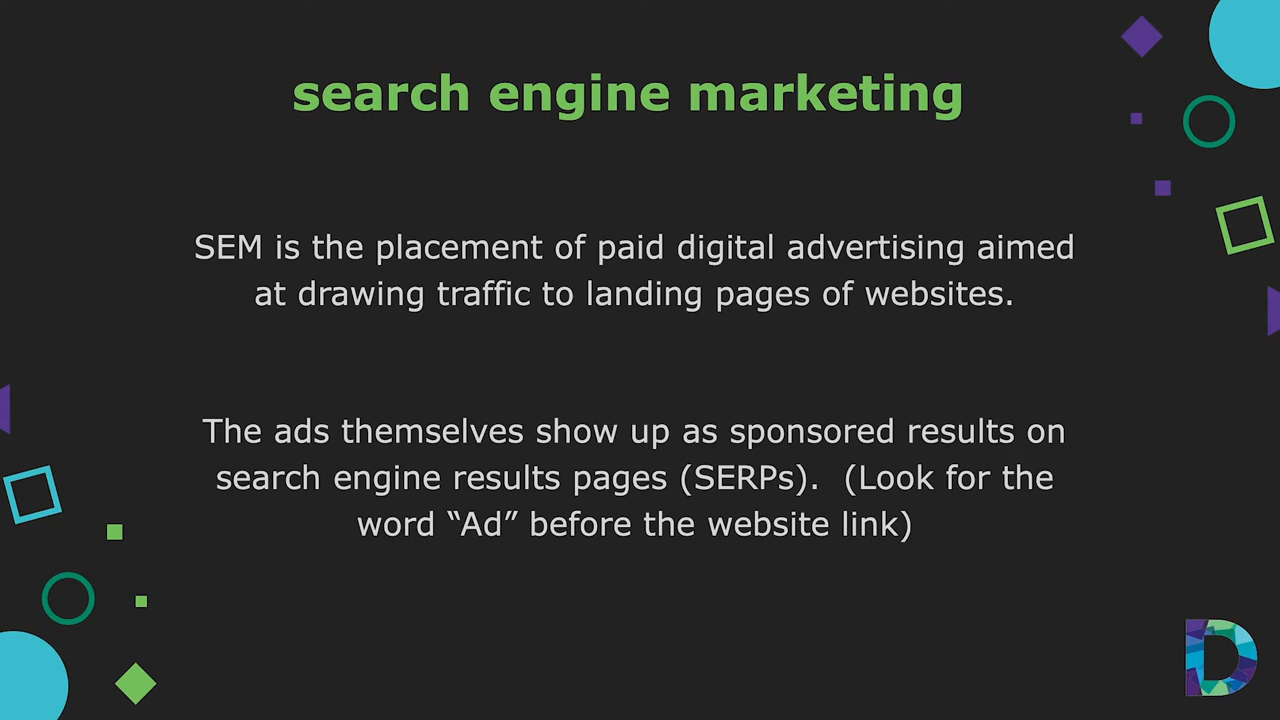 search engine marketing
SEM is the placement of paid digital advertising aimed
at drawing traffic to landing pages of websites.
The ads themselves show up as sponsored results on
search engine results pages (SERPs).  (Look for the
word “Ad” before the website link)
D